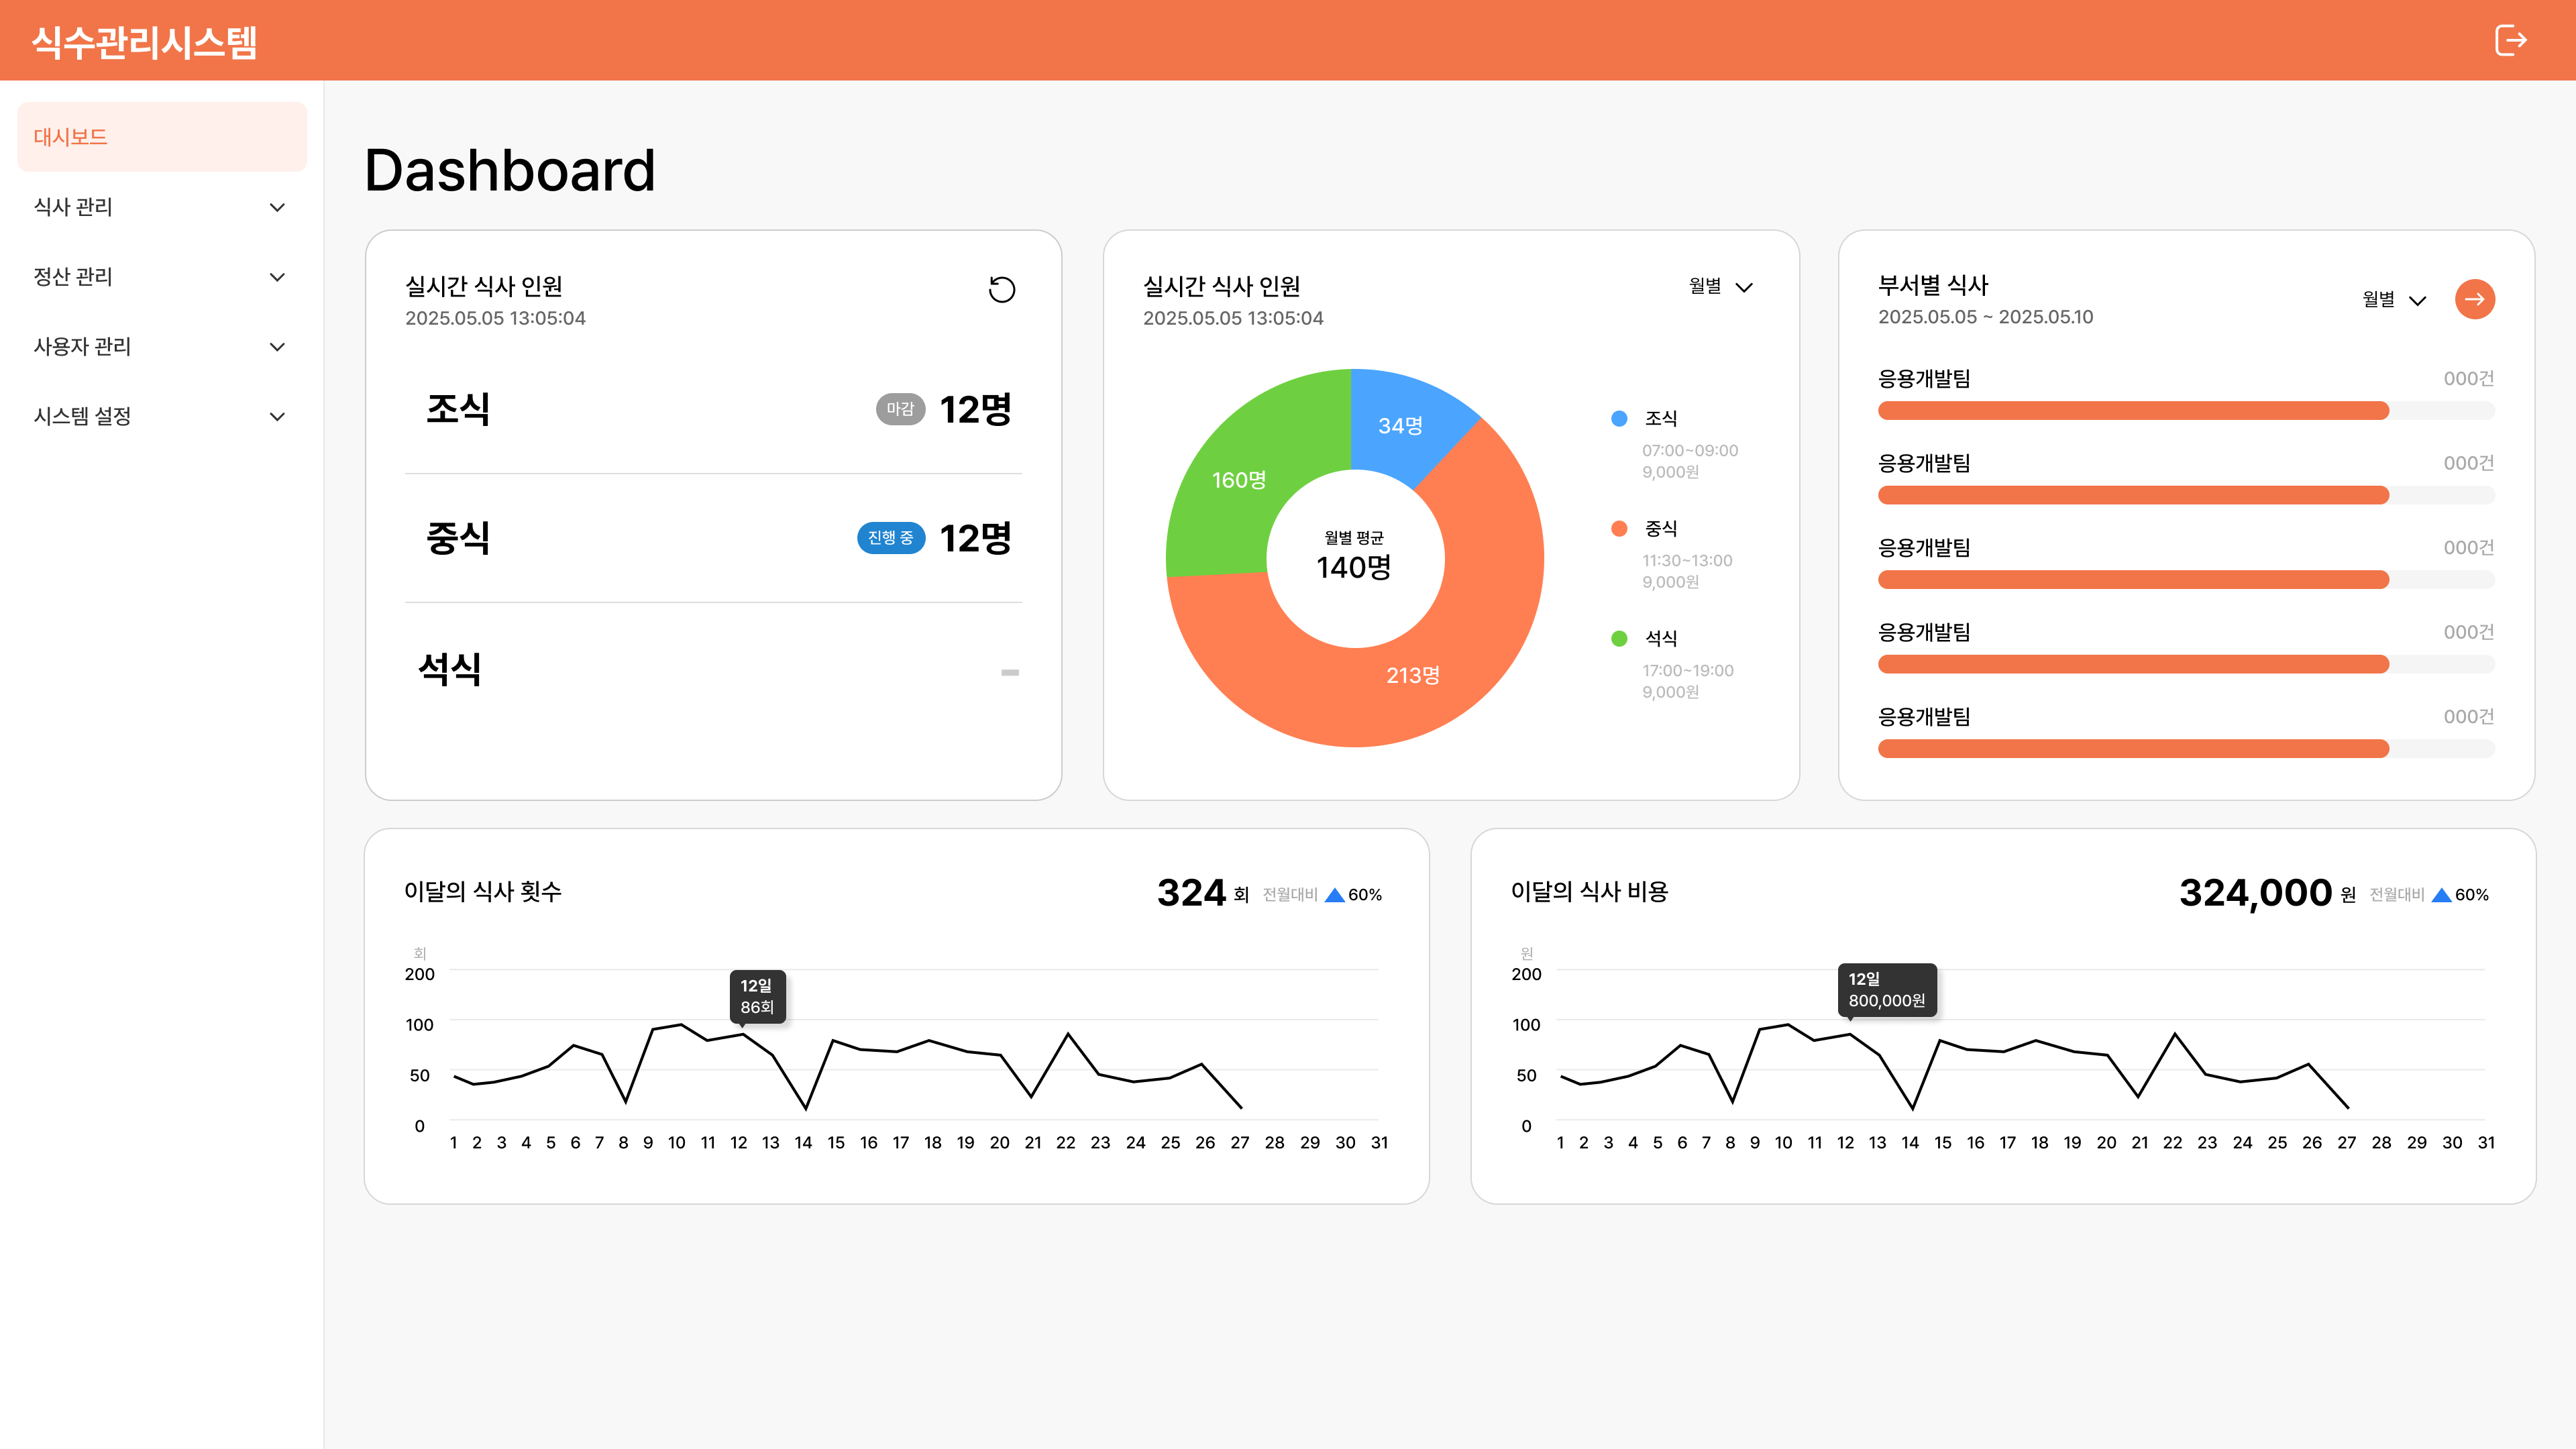 식수관리시스템
대시보드
식사 관리
정산 관리
사용자 관리
시스템 설정
Dashboard
실시간 식사 인원
2025.05.05 13:05:04
조식
마감
12명
중식
진행 중
12명
석식
-
실시간 식사 인원
2025.05.05 13:05:04
월별
34명
160명
213명
월별 평균
140명
조식
07:00~09:00
9,000원
중식
11:30~13:00
9,000원
석식
17:00~19:00
9,000원
부서별 식사
2025.05.05 ~ 2025.05.10
월별
응용개발팀 000건
응용개발팀 000건
응용개발팀 000건
응용개발팀 000건
응용개발팀 000건
이달의 식사 횟수
324 회 전월대비 60%
회
200
100
50
0
12일
86회
1 2 3 4 5 6 7 8 9 10 11 12 13 14 15 16 17 18 19 20 21 22 23 24 25 26 27 28 29 30 31
이달의 식사 비용
324,000 원 전월대비 60%
원
200
100
50
0
12일
800,000원
1 2 3 4 5 6 7 8 9 10 11 12 13 14 15 16 17 18 19 20 21 22 23 24 25 26 27 28 29 30 31